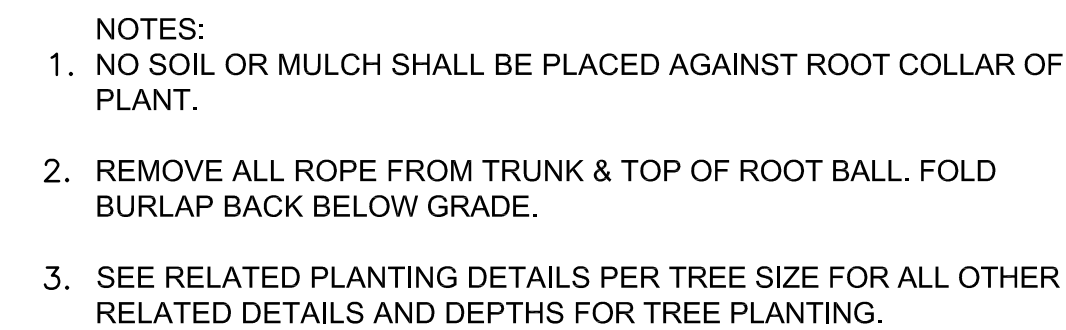 NOTES:
1. NO SOIL OR MULCH SHALL BE PLACED AGAINST ROOT COLLAR OF
PLANT.
2. REMOVE ALL ROPE FROM TRUNK & TOP OF ROOT BALL. FOLD
BURLAP BACK BELOW GRADE.
3. SEE RELATED PLANTING DETAILS PER TREE SIZE FOR ALL OTHER
RELATED DETAILS AND DEPTHS FOR TREE PLANTING.